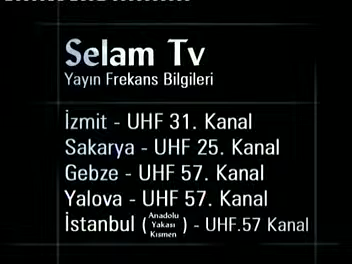 Selam Tv
Yayın Frekans Bilgileri
İzmit - UHF 31. Kanal
Sakarya - UHF 25. Kanal
Gebze - UHF 57. Kanal
Yalova - UHF 57. Kanal
İstanbul (Anadolu Yakası Kısmen) - UHF.57 Kanal